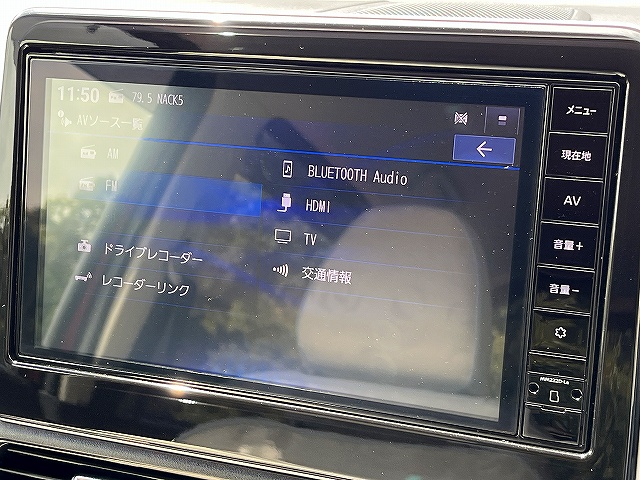 11:50 79.5 NACK5
AVソース一覧
AM
FM
ドライブレコーダー
レコーダーリンク
BLUETOOTH Audio
HDMI
TV
交通情報
メニュー
現在地
AV
音量+
音量-
MM222D-Le